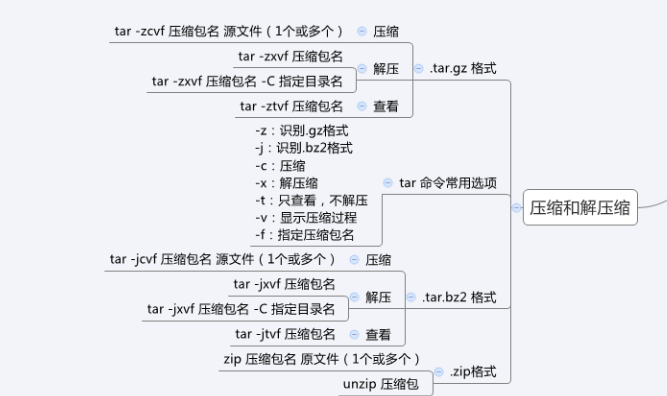 tar -zcvf 压缩包名 源文件（1个或多个）
压缩
tar -zxvf 压缩包名
解压
.tar.gz 格式
tar -zxvf 压缩包名 -C 指定目录名
tar -ztvf 压缩包名
查看
-z：识别.gz格式
-j：识别.bz2格式
-c：压缩
-x：解压缩
tar 命令常用选项
-t：只查看，不解压
-v：显示压缩过程
-f：指定压缩包名
压缩和解压缩
tar -jcvf 压缩包名 源文件（1个或多个）
压缩
tar -jxvf 压缩包名
解压
.tar.bz2 格式
tar -jxvf 压缩包名 -C 指定目录名
tar -jtvf 压缩包名
查看
zip 压缩包名 原文件（1个或多个）
.zip格式
unzip 压缩包